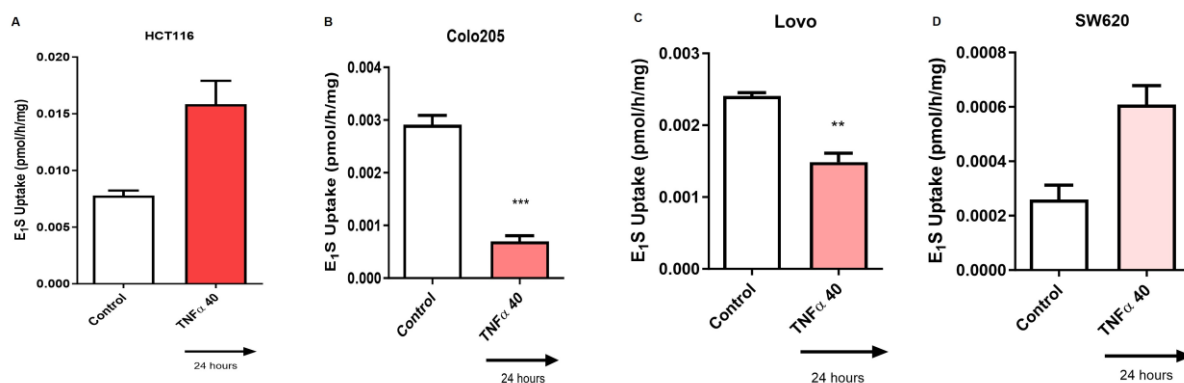 A
HCT116
E₁S Uptake (pmol/h/mg)
0.020
0.015
0.010
0.005
0.000
Control
TNFα 40
24 hours
B
Colo205
E₁S Uptake (pmol/h/mg)
0.004
0.003
0.002
0.001
0.000
***
Control
TNFα 40
24 hours
C
Lovo
E₁S Uptake (pmol/h/mg)
0.003
0.002
0.001
0.000
**
Control
TNFα 40
24 hours
D
SW620
E₁S Uptake (pmol/h/mg)
0.0008
0.0006
0.0004
0.0002
0.0000
Control
TNFα 40
24 hours